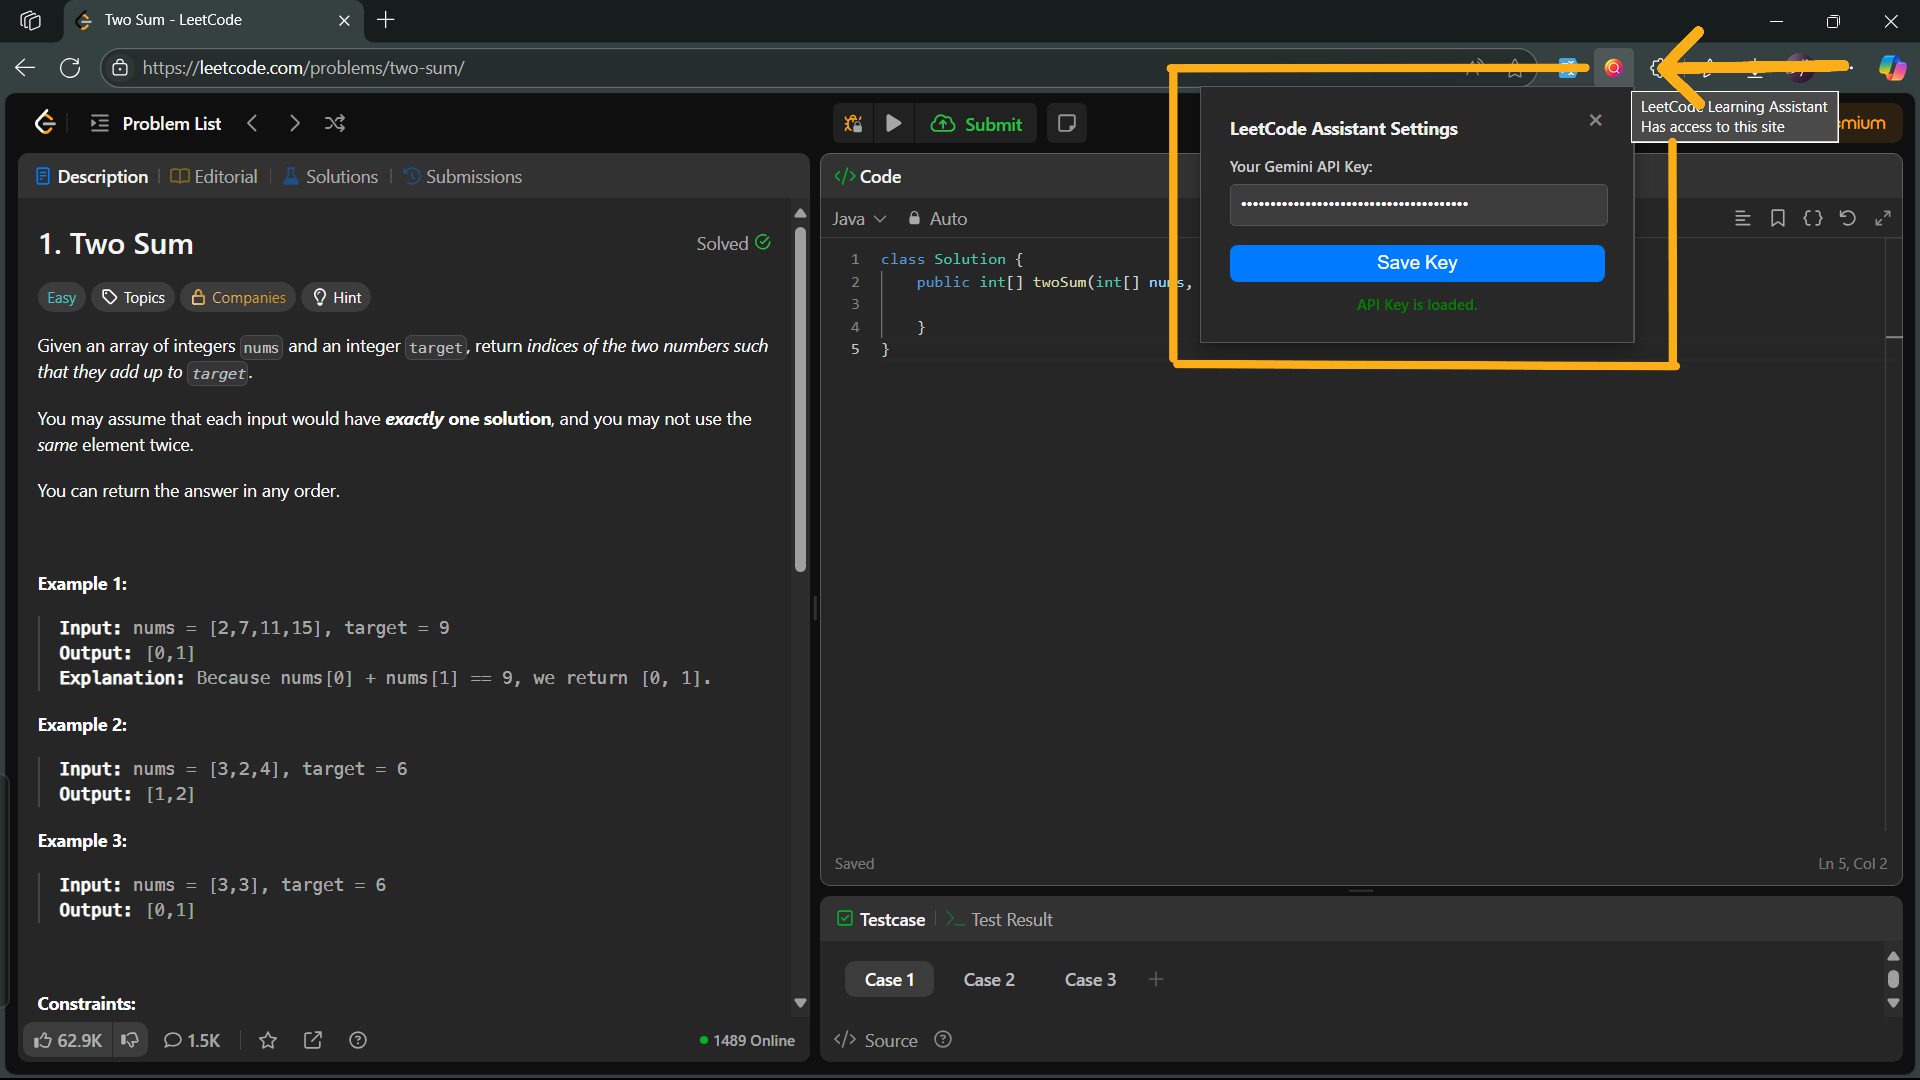 Two Sum - LeetCode
https://leetcode.com/problems/two-sum/
LeetCode Learning Assistant
Has access to this site
Problem List
Submit
mium
LeetCode Assistant Settings
Your Gemini API Key:
••••••••••••••••••••••••••••••••••••••
Save Key
API Key is loaded.
Description
Editorial
Solutions
Submissions
1. Two Sum
Solved
Easy
Topics
Companies
Hint
Given an array of integers nums and an integer target, return indices of the two numbers such
that they add up to target.
You may assume that each input would have exactly one solution, and you may not use the
same element twice.
You can return the answer in any order.
Example 1:
Input: nums = [2,7,11,15], target = 9
Output: [0,1]
Explanation: Because nums[0] + nums[1] == 9, we return [0, 1].
Example 2:
Input: nums = [3,2,4], target = 6
Output: [1,2]
Example 3:
Input: nums = [3,3], target = 6
Output: [0,1]
Constraints:
62.9K
1.5K
1489 Online
</> Code
Java
Auto
1 class Solution {
2 public int[] twoSum(int[] nums,
3
4 }
5 }
Saved
Ln 5, Col 2
Testcase
Test Result
Case 1
Case 2
Case 3
</> Source